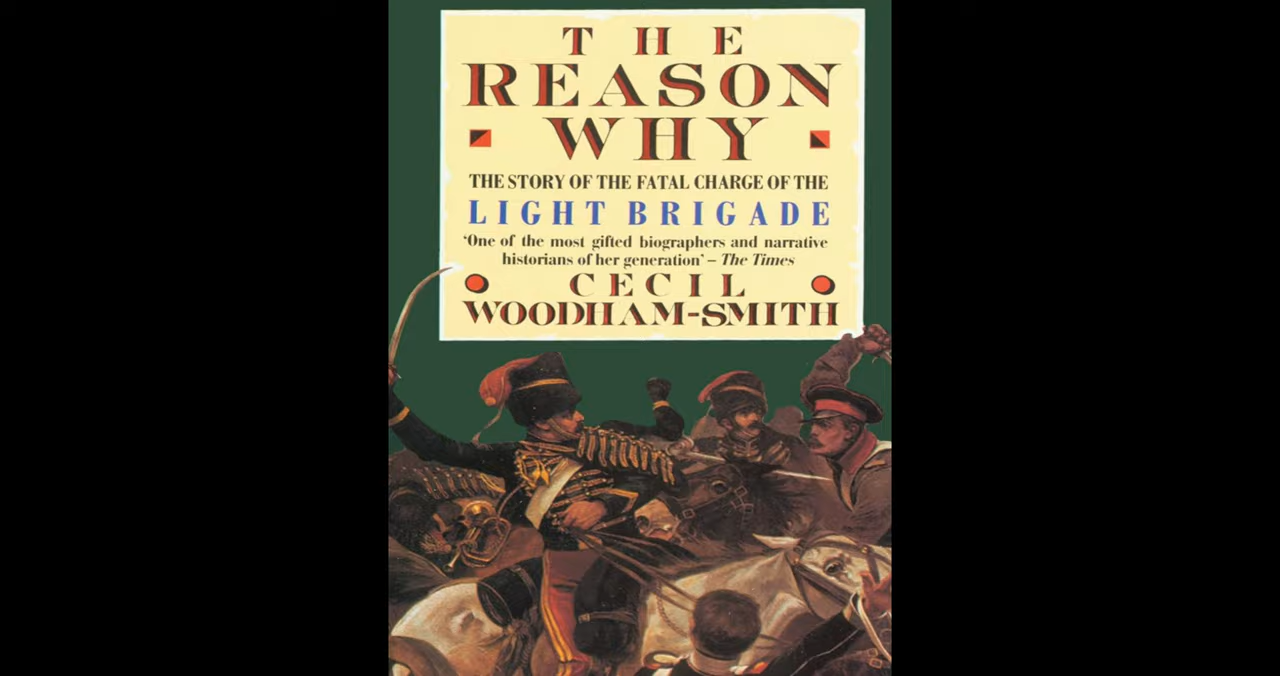 THE
REASON
WHY
THE STORY OF THE FATAL CHARGE OF THE
LIGHT BRIGADE
‘One of the most gifted biographers and narrative
historians of her generation’ – The Times
CECIL
WOODHAM-SMITH